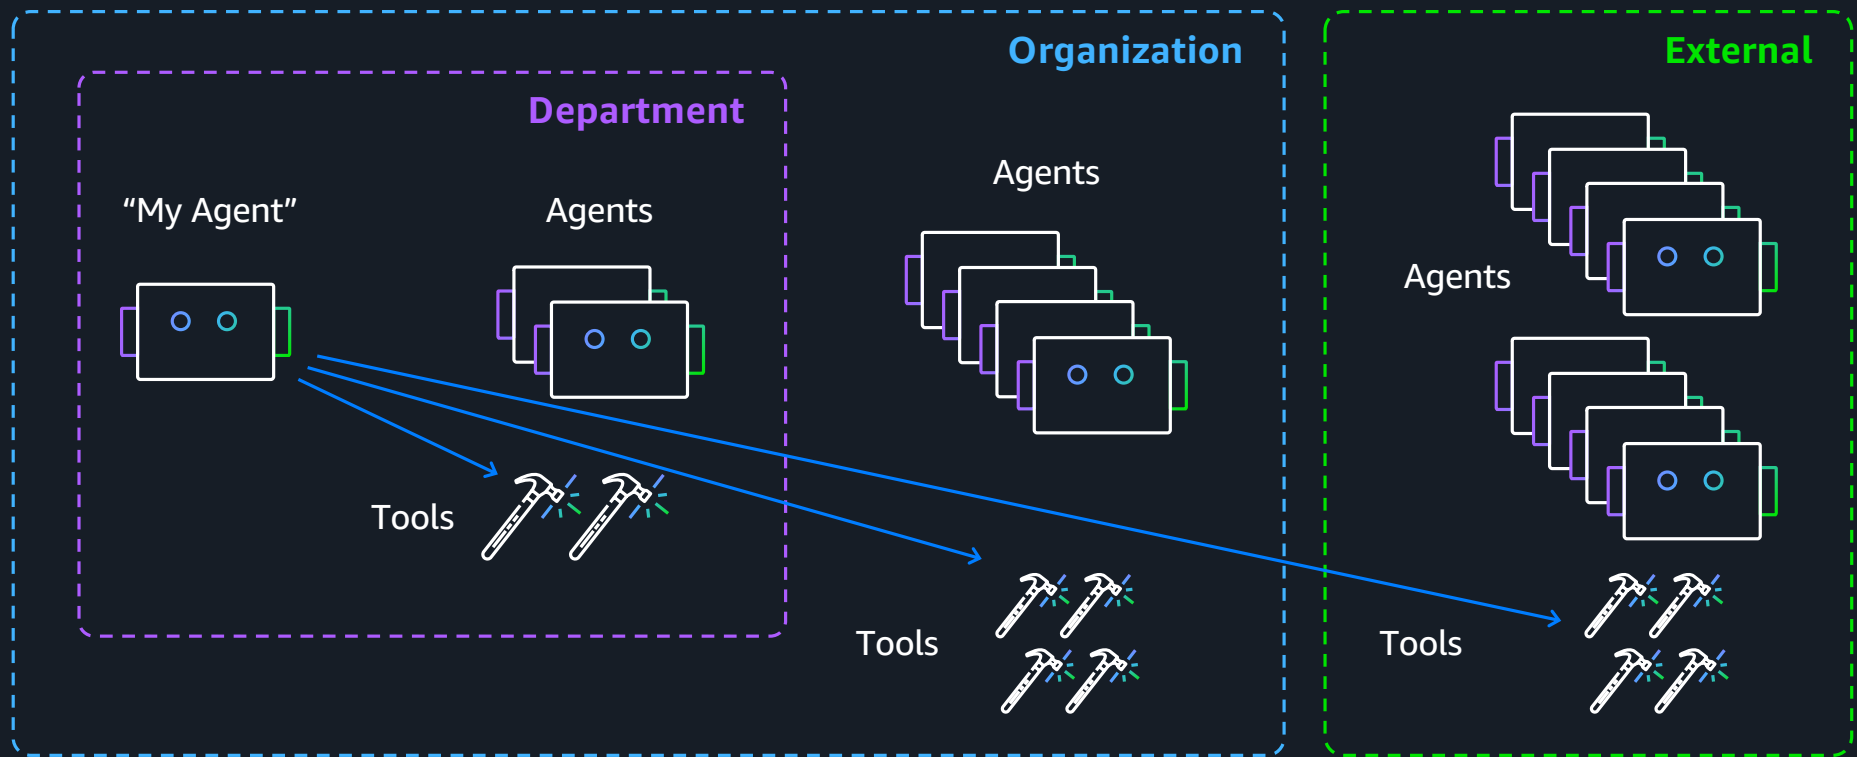 Organization
External
Department
Agents
“My Agent”
Agents
Agents
Tools
Tools
Tools